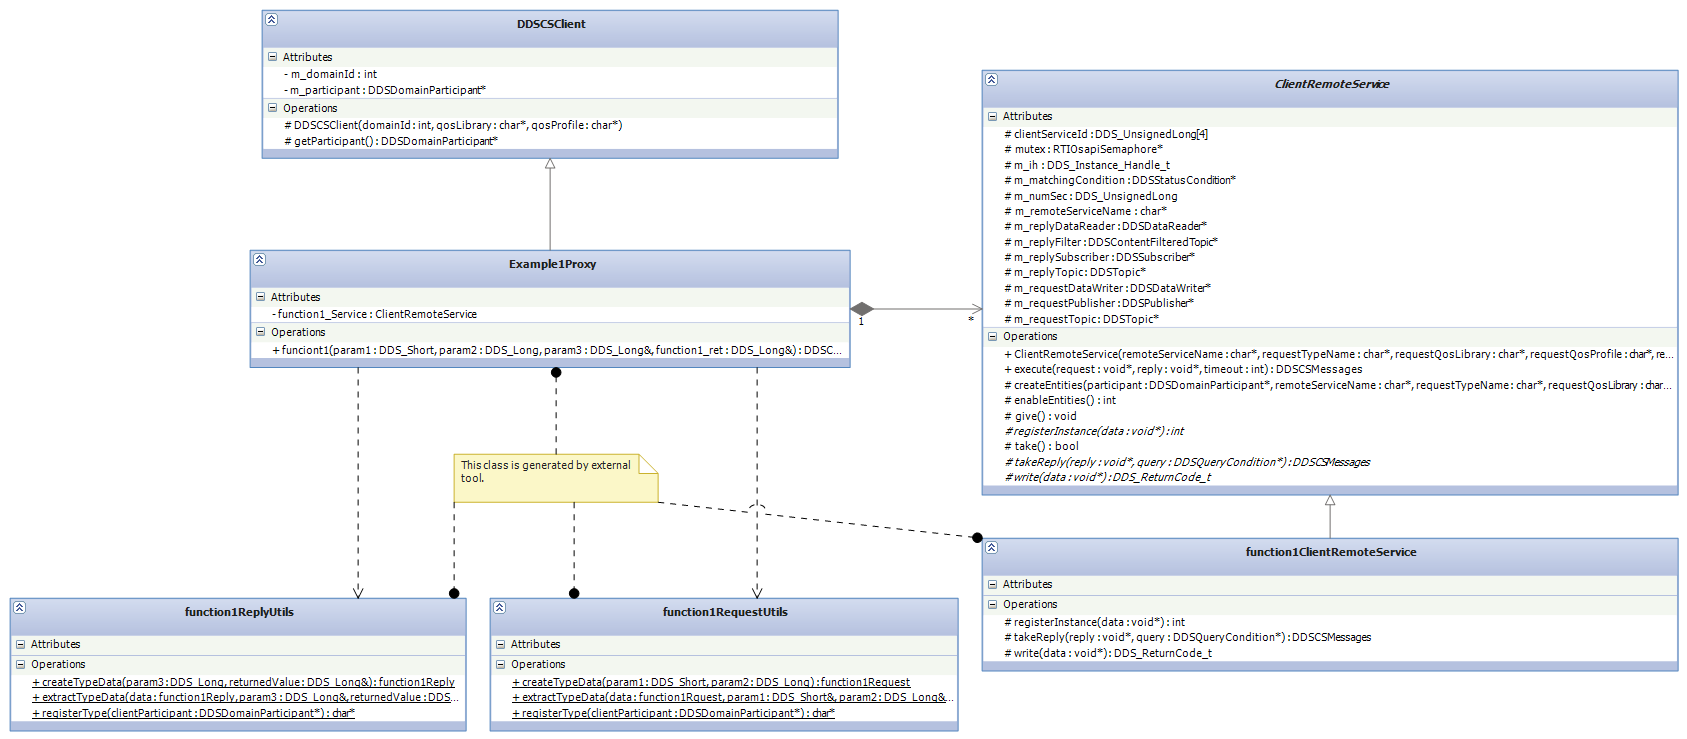 DDSCSClient
Attributes
- m_domainId : int
- m_participant : DDSDomainParticipant*
Operations
# DDSCSClient(domainId : int, qosLibrary : char*, qosProfile : char*)
# getParticipant() : DDSDomainParticipant*
ClientRemoteService
Attributes
# clientServiceId : DDS_UnsignedLong[4]
# mutex : RTIOsapiSemaphore*
# m_ih : DDS_Instance_Handle_t
# m_matchingCondition : DDSStatusCondition*
# m_numSec : DDS_UnsignedLong
# m_remoteServiceName : char*
# m_replyDataReader : DDSDataReader*
# m_replyFilter : DDSContentFilteredTopic*
# m_replySubscriber : DDSSubscriber*
# m_replyTopic : DDSTopic*
# m_requestDataWriter : DDSDataWriter*
# m_requestPublisher : DDSPublisher*
# m_requestTopic : DDSTopic*
Operations
+ ClientRemoteService(remoteServiceName : char*, requestTypeName : char*, requestQosLibrary : char*, requestQosProfile : char*, re...
+ execute(request : void*, reply : void*, timeout : int) : DDSCSMessages
# createEntities(participant : DDSDomainParticipant*, remoteServiceName : char*, requestTypeName : char*, requestQosLibrary : char...
# enableEntities() : int
# give() : void
# registerInstance(data : void*) : int
# take() : bool
# takeReply(reply : void*, query : DDSQueryCondition*) : DDSCSMessages
# write(data : void*) : DDS_ReturnCode_t
Example1Proxy
Attributes
- function1_Service : ClientRemoteService
Operations
+ funciont1(param1 : DDS_Short, param2 : DDS_Long, param3 : DDS_Long&, function1_ret : DDS_Long&) : DDSC...
1
*
This class is generated by external
tool.
function1ClientRemoteService
Attributes
Operations
# registerInstance(data : void*) : int
# takeReply(reply : void*, query : DDSQueryCondition*) : DDSCSMessages
# write(data : void*) : DDS_ReturnCode_t
function1ReplyUtils
Attributes
Operations
+ createTypeData(param3 : DDS_Long, returnedValue : DDS_Long&) : function1Reply
+ extractTypeData(data : function1Reply, param3 : DDS_Long&, returnedValue : DDS...
+ registerType(clientParticipant : DDSDomainParticipant*) : char*
function1RequestUtils
Attributes
Operations
+ createTypeData(param1 : DDS_Short, param2 : DDS_Long) : function1Request
+ extractTypeData(data : function1Rquest, param1 : DDS_Short&, param2 : DDS_Long&...
+ registerType(clientParticipant : DDSDomainParticipant*) : char*